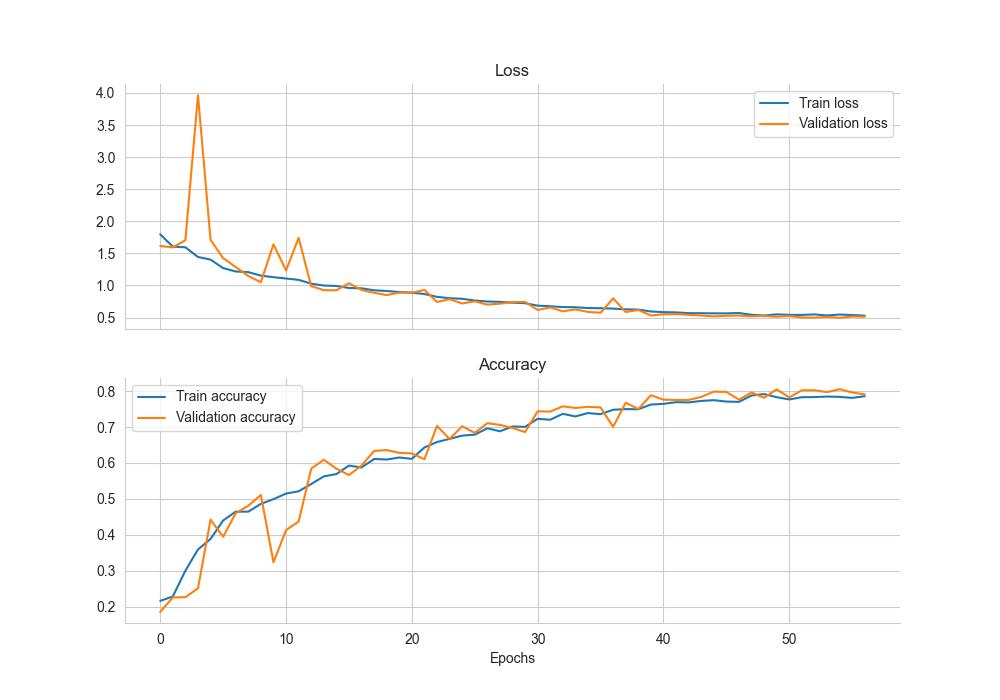 Loss
4.0
3.5
3.0
2.5
2.0
1.5
1.0
0.5
Train loss
Validation loss
Accuracy
0.8
0.7
0.6
0.5
0.4
0.3
0.2
Train accuracy
Validation accuracy
0 10 20 30 40 50
Epochs